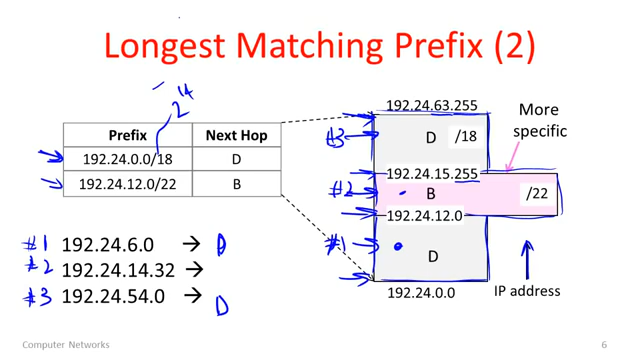 Longest Matching Prefix (2)
2^14
Prefix Next Hop
192.24.0.0/18 D
192.24.12.0/22 B
#1 192.24.6.0 → D
#2 192.24.14.32 →
#3 192.24.54.0 → D
192.24.63.255
#3 D /18
More
specific
192.24.15.255
#2 B /22
192.24.12.0
#1 D
192.24.0.0
IP address
Computer Networks 6